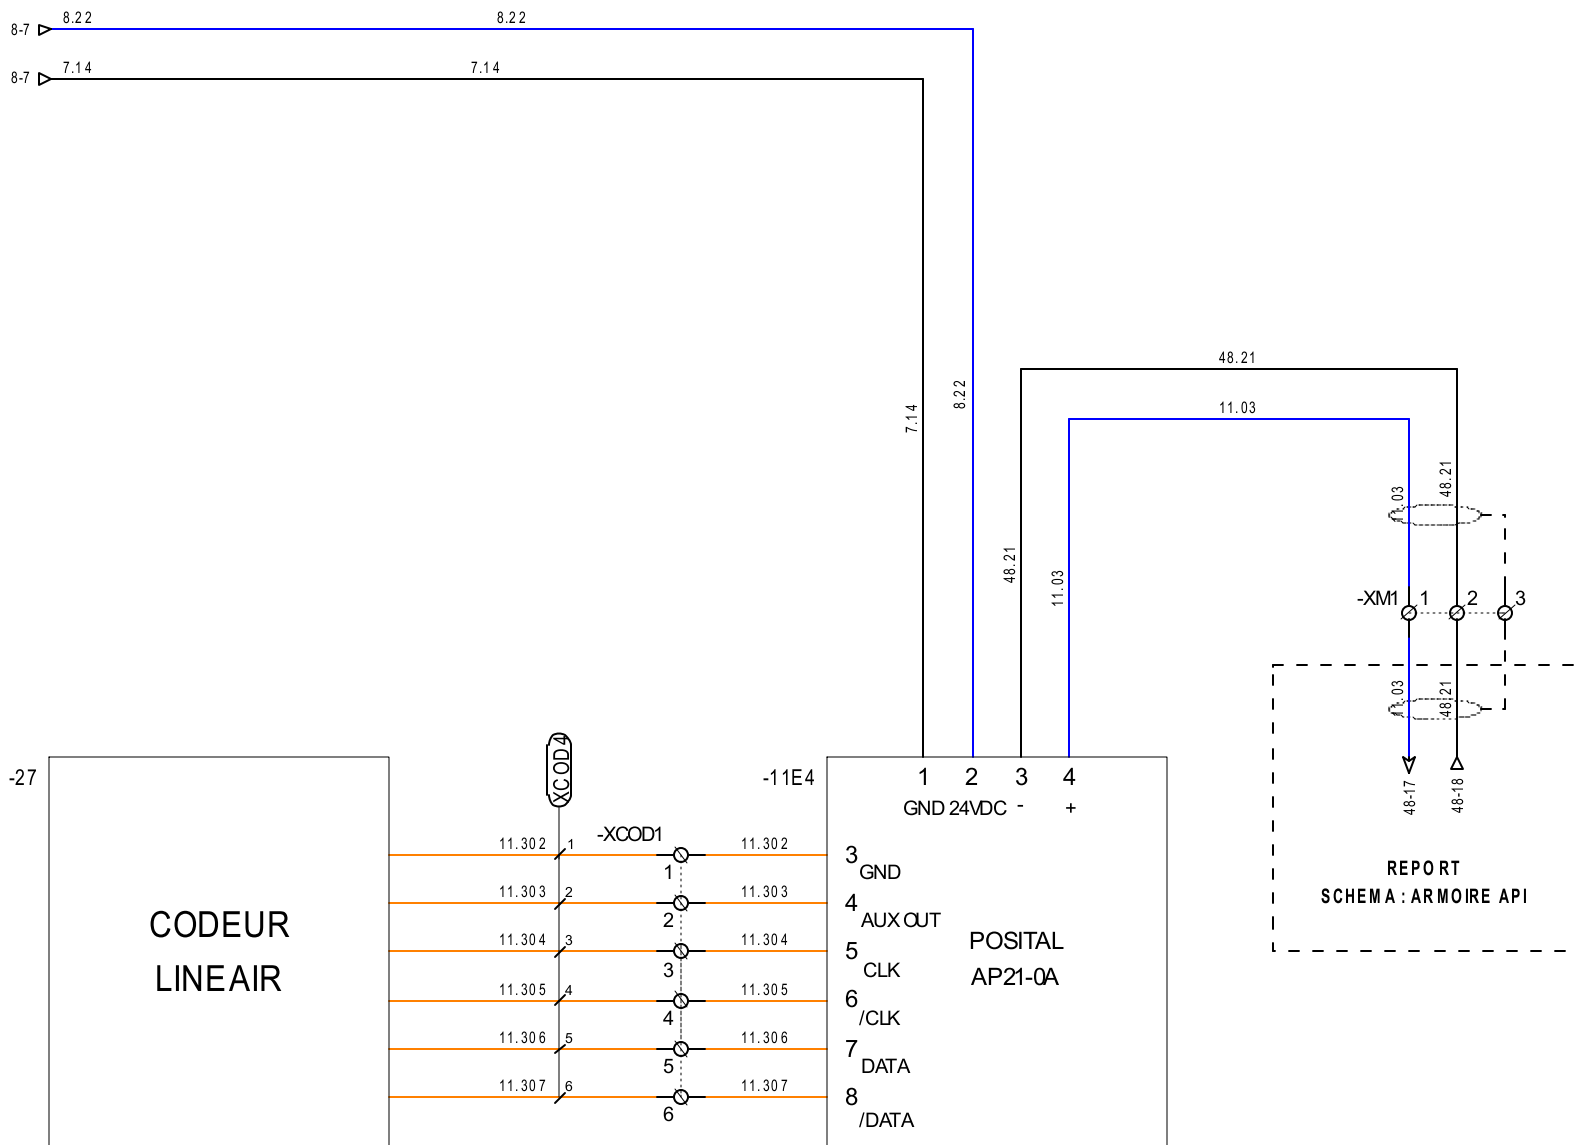 8.22 8.22
8-7
7.14 7.14
8-7
48.21
11.03
8.22
7.14
48.21
11.03
11.03
48.21
-XM1 1 2 3
11.03
48.21
48-17
48-18
REPORT
SCHEMA : ARMOIRE API
-27
CODEUR
LINEAIR
XCOD4
-XCOD1
-11E4
1 2 3 4
GND 24VDC - +
11.302 1 1 11.302 3 GND
11.303 2 2 11.303 4 AUX OUT
11.304 3 3 11.304 5 CLK
11.305 4 4 11.305 6 /CLK
11.306 5 5 11.306 7 DATA
11.307 6 6 11.307 8 /DATA
POSITAL
AP21-0A